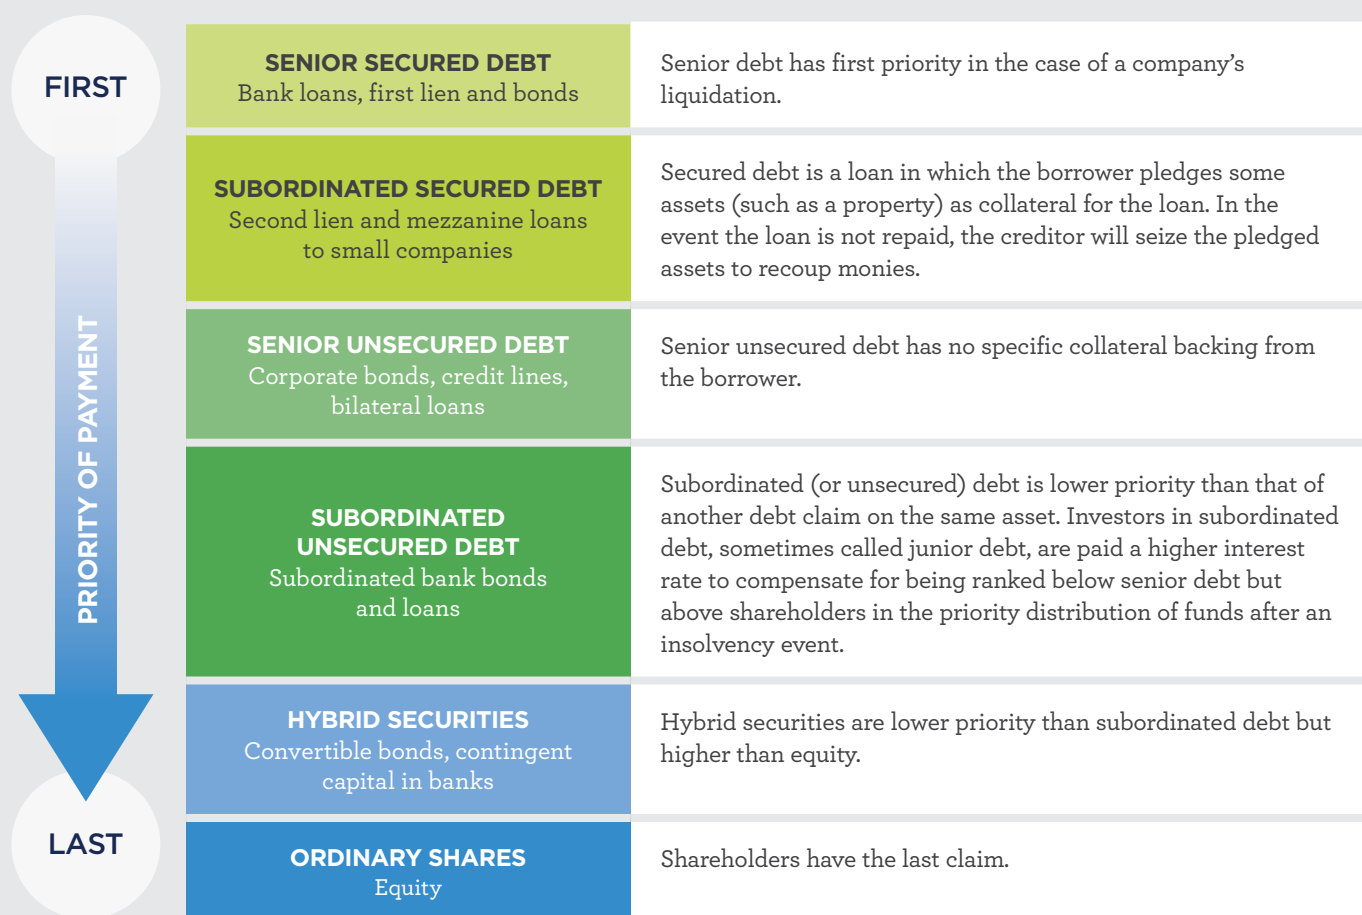 FIRST
SENIOR SECURED DEBT
Bank loans, first lien and bonds
Senior debt has first priority in the case of a company’s
liquidation.
SUBORDINATED SECURED DEBT
Second lien and mezzanine loans
to small companies
Secured debt is a loan in which the borrower pledges some
assets (such as a property) as collateral for the loan. In the
event the loan is not repaid, the creditor will seize the pledged
assets to recoup monies.
PRIORITY OF PAYMENT
SENIOR UNSECURED DEBT
Corporate bonds, credit lines,
bilateral loans
Senior unsecured debt has no specific collateral backing from
the borrower.
SUBORDINATED
UNSECURED DEBT
Subordinated bank bonds
and loans
Subordinated (or unsecured) debt is lower priority than that of
another debt claim on the same asset. Investors in subordinated
debt, sometimes called junior debt, are paid a higher interest
rate to compensate for being ranked below senior debt but
above shareholders in the priority distribution of funds after an
insolvency event.
HYBRID SECURITIES
Convertible bonds, contingent
capital in banks
Hybrid securities are lower priority than subordinated debt but
higher than equity.
LAST
ORDINARY SHARES
Equity
Shareholders have the last claim.